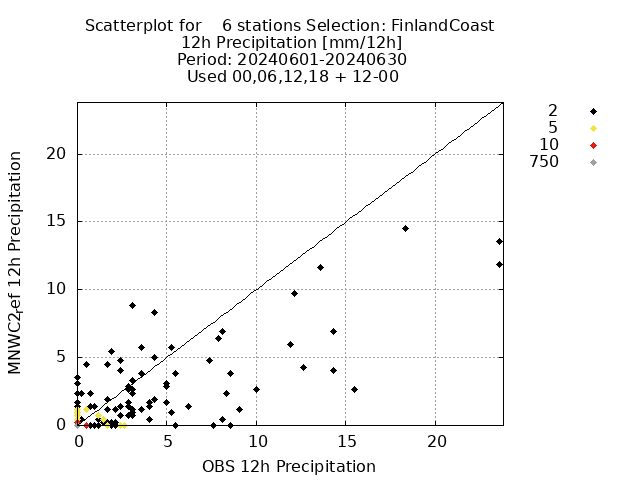 Scatterplot for    6 stations Selection: FinlandCoast
12h Precipitation [mm/12h]
Period: 20240601-20240630
Used 00,06,12,18 + 12-00
2
5
10
750
MNWC2ref 12h Precipitation
20
15
10
5
0
0 5 10 15 20
OBS 12h Precipitation